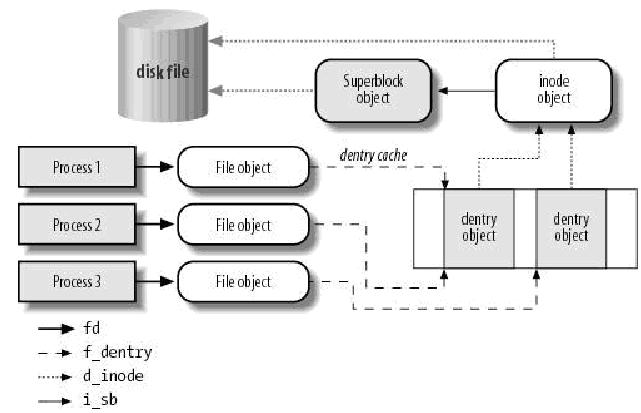 disk file
Superblock
object
inode
object
Process 1
File object
dentry cache
Process 2
File object
dentry
object
dentry
object
Process 3
File object
fd
f_dentry
d_inode
i_sb